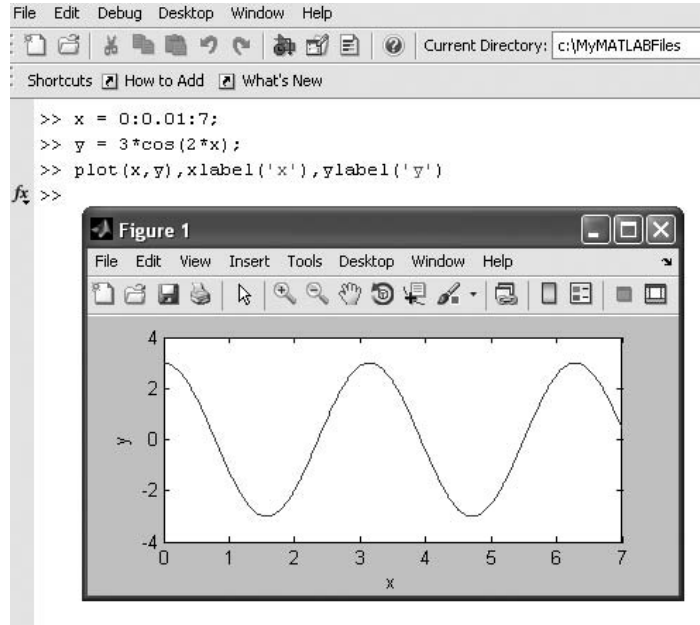 File Edit Debug Desktop Window Help
Current Directory: c:\MyMATLABFiles
Shortcuts How to Add What's New
>> x = 0:0.01:7;
>> y = 3*cos(2*x);
>> plot(x,y),xlabel('x'),ylabel('y')
fx >>
Figure 1
File Edit View Insert Tools Desktop Window Help
4
2
0
-2
-4
y
0 1 2 3 4 5 6 7
x